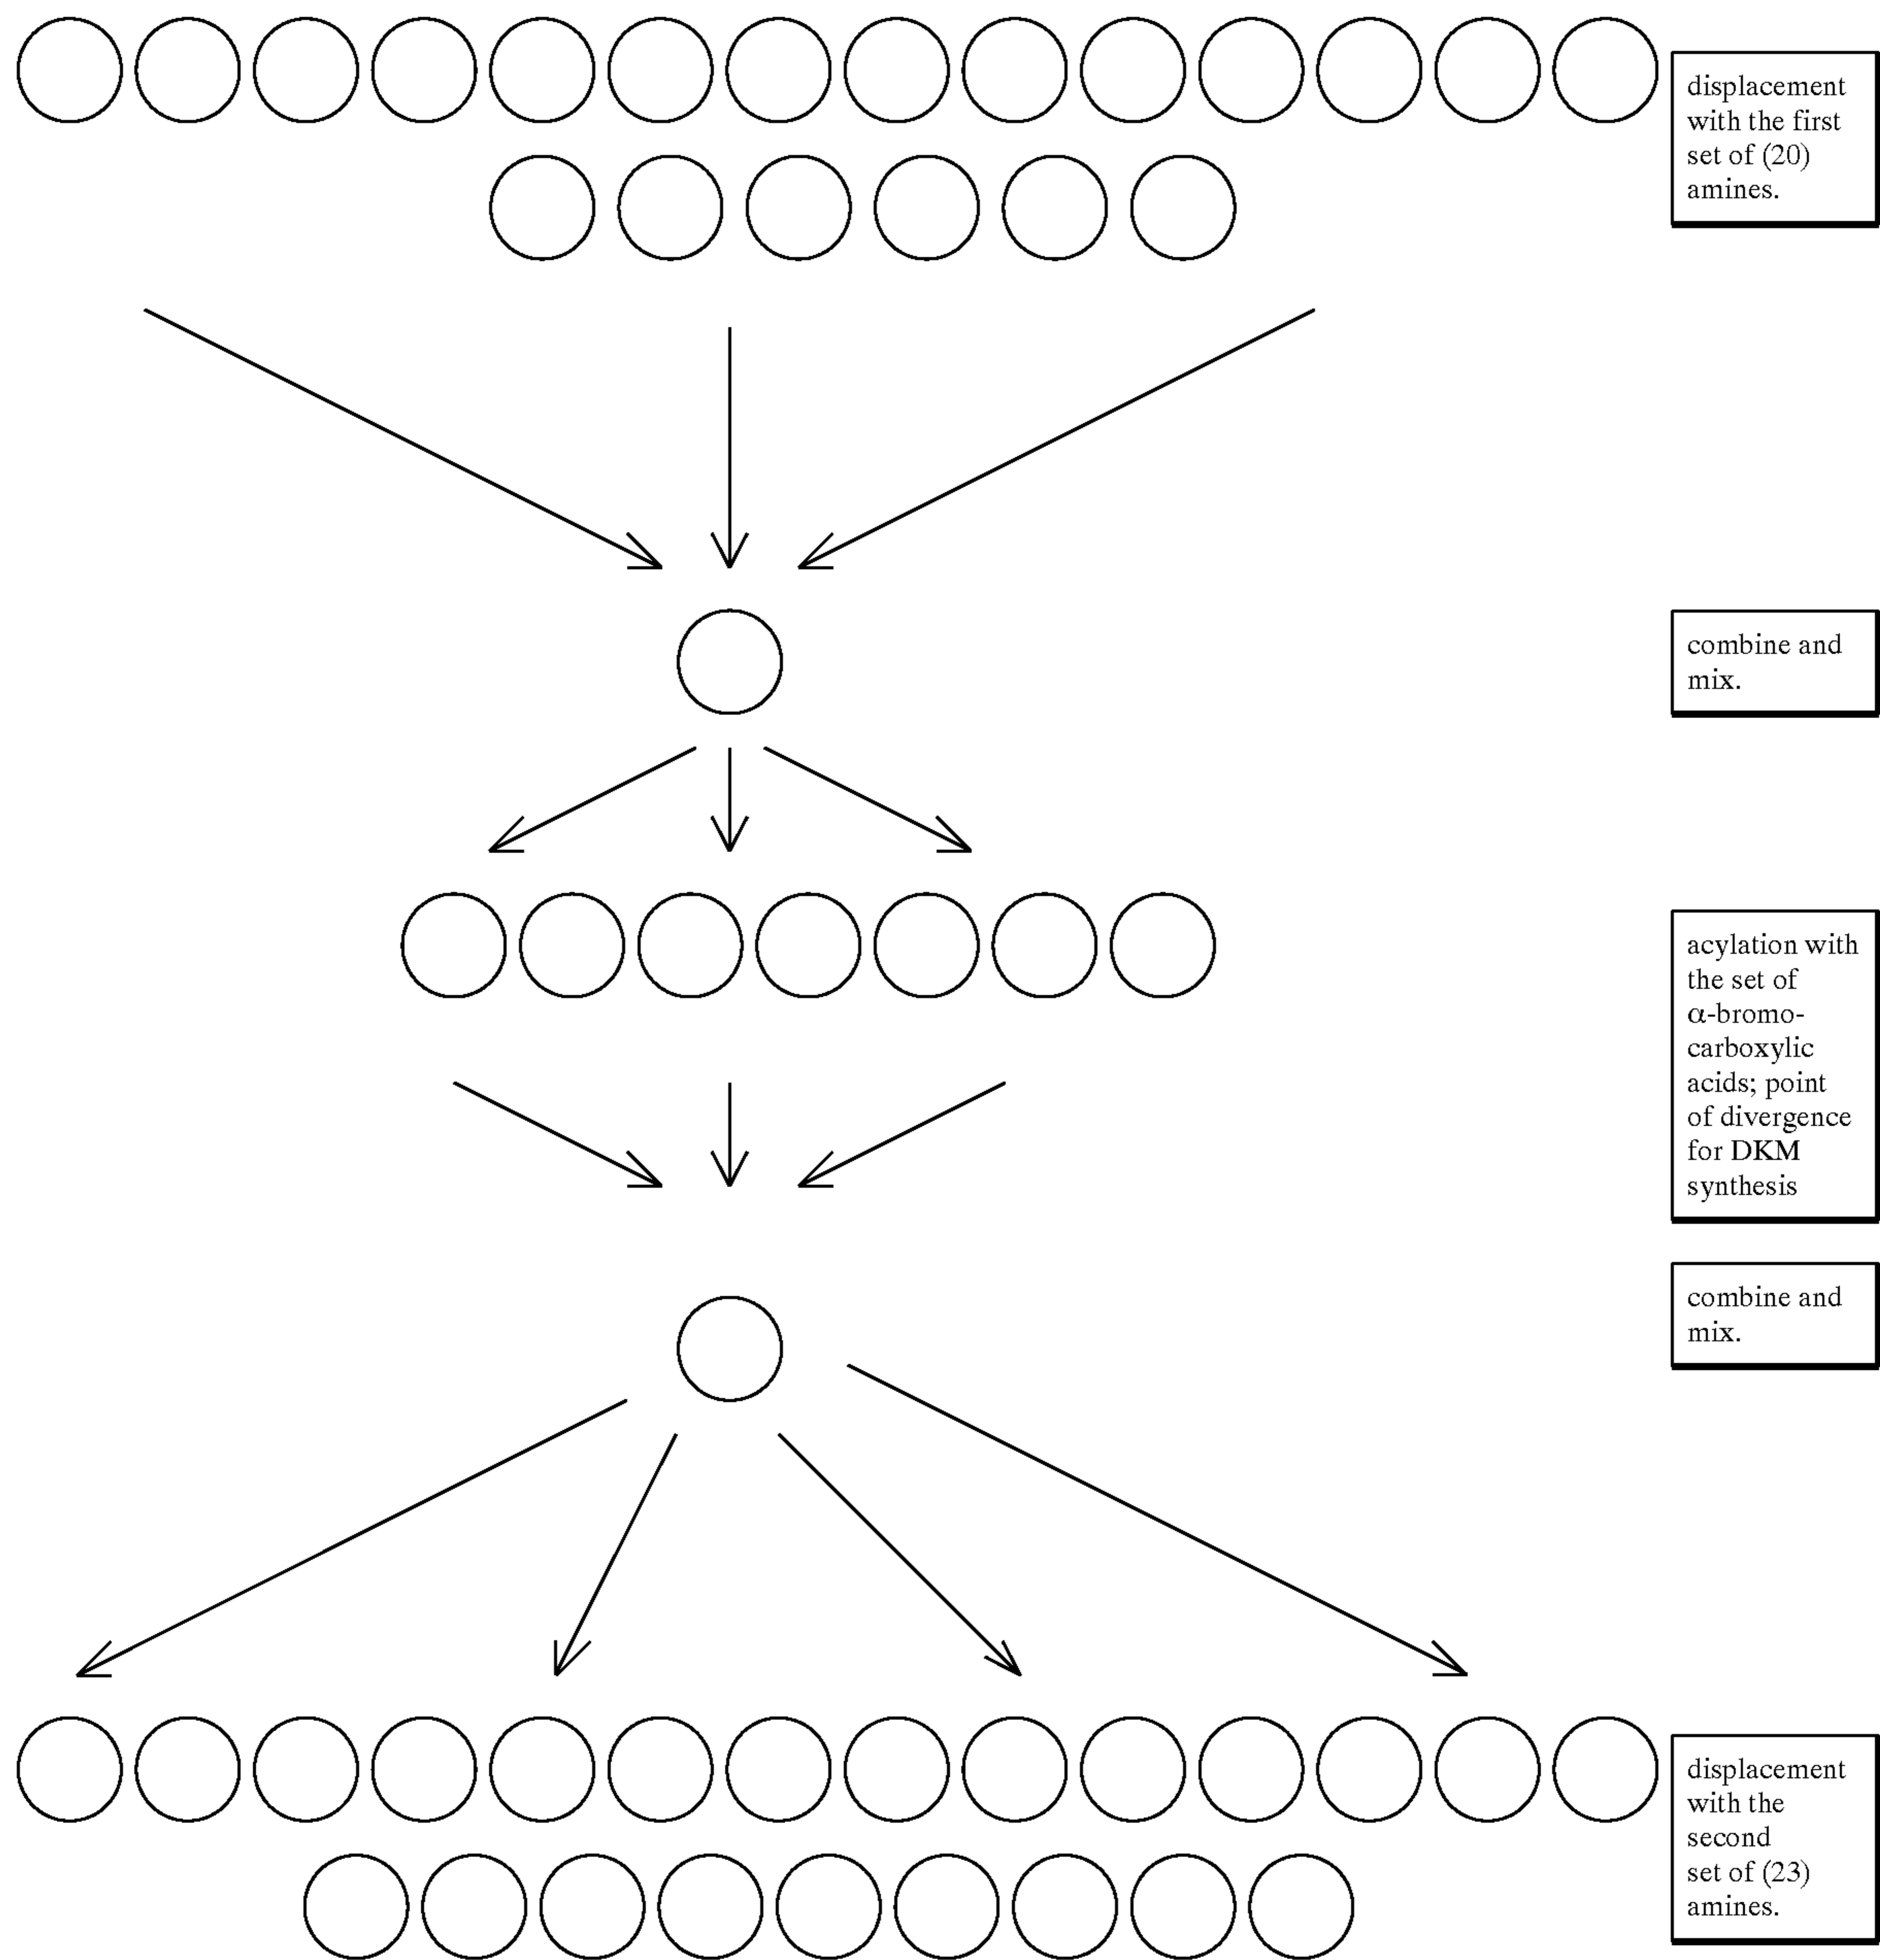 displacement
with the first
set of (20)
amines.
combine and
mix.
acylation with
the set of
α-bromo-
carboxylic
acids; point
of divergence
for DKM
synthesis
combine and
mix.
displacement
with the
second
set of (23)
amines.